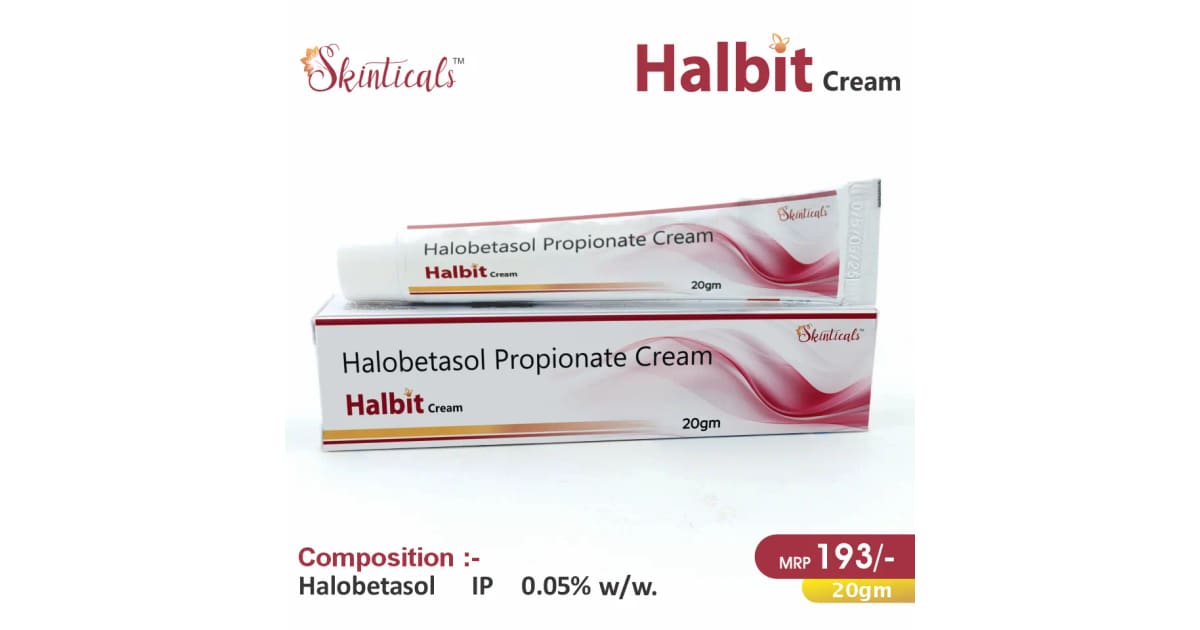 Skinticals™
Halbit Cream
Skinticals™
Halobetasol Propionate Cream
Halbit Cream
20gm
Skinticals™
Halobetasol Propionate Cream
Halbit Cream
20gm
Composition :-
Halobetasol IP 0.05% w/w.
MRP 193/-
20gm